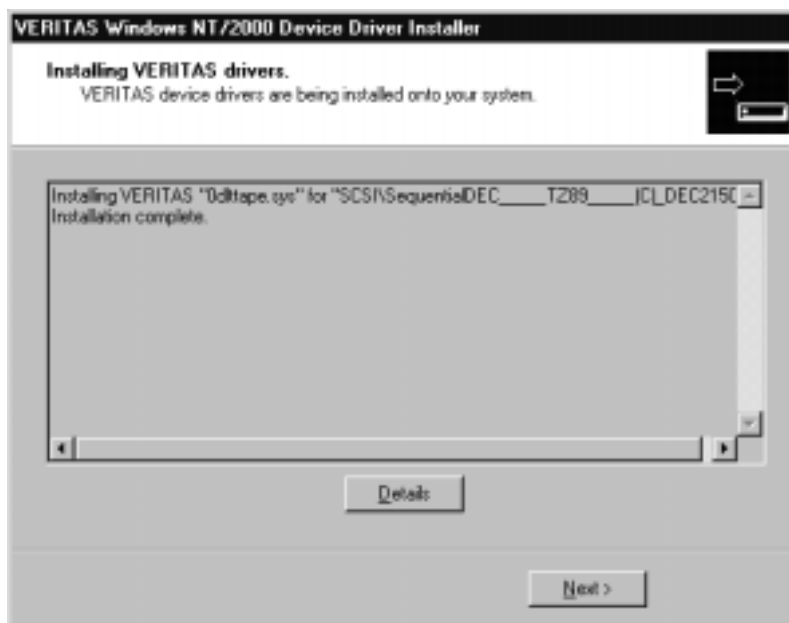 VERITAS Windows NT/2000 Device Driver Installer
Installing VERITAS drivers.
VERITAS device drivers are being installed onto your system.
Installing VERITAS "0dlttape.sys" for "SCSI\SequentialDEC_____TZ89_____(C)_DEC2150
Installation complete.
Details
Next >